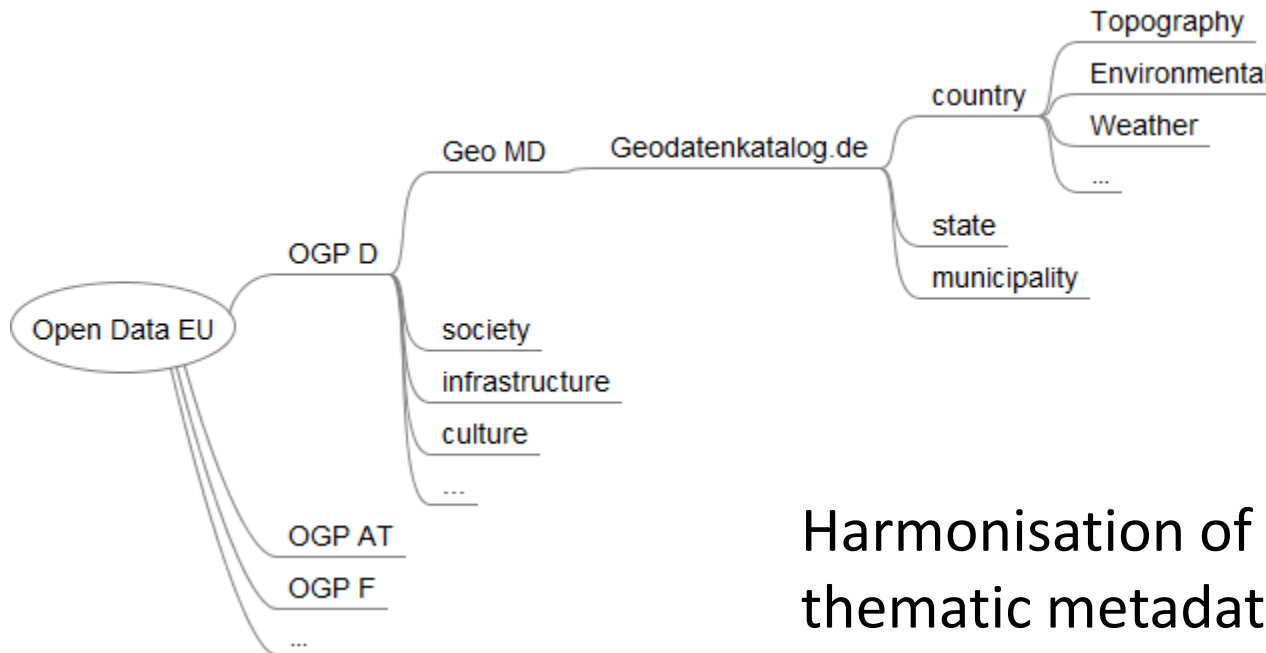 Topography
Environmental
country
Weather
Geo MD
Geodatenkatalog.de
...
state
OGP D
municipality
Open Data EU
society
infrastructure
culture
...
Harmonisation of
OGP AT
thematic metadat
OGP F
...